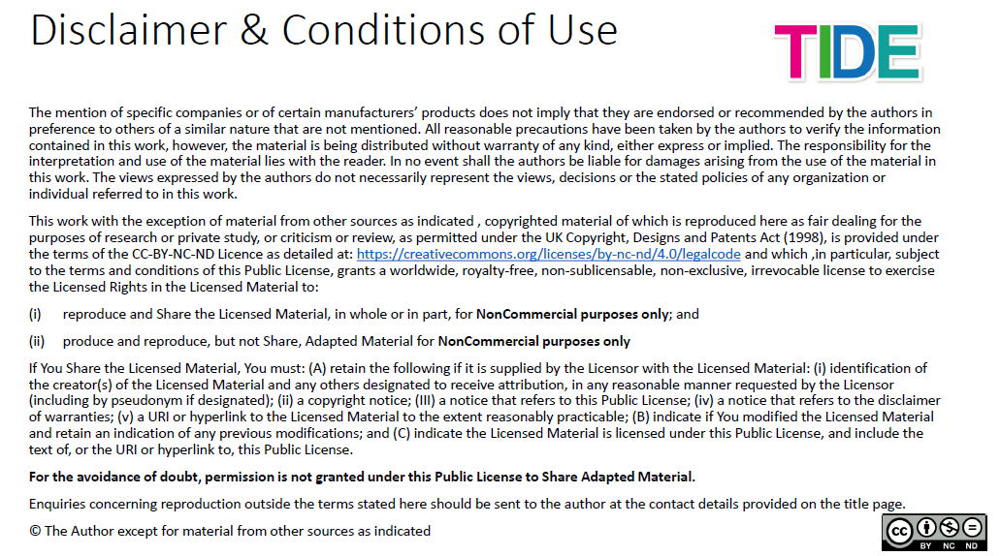 Disclaimer & Conditions of Use
TIDE
The mention of specific companies or of certain manufacturers’ products does not imply that they are endorsed or recommended by the authors in
preference to others of a similar nature that are not mentioned. All reasonable precautions have been taken by the authors to verify the information
contained in this work, however, the material is being distributed without warranty of any kind, either express or implied. The responsibility for the
interpretation and use of the material lies with the reader. In no event shall the authors be liable for damages arising from the use of the material in
this work. The views expressed by the authors do not necessarily represent the views, decisions or the stated policies of any organization or
individual referred to in this work.
This work with the exception of material from other sources as indicated , copyrighted material of which is reproduced here as fair dealing for the
purposes of research or private study, or criticism or review, as permitted under the UK Copyright, Designs and Patents Act (1998), is provided under
the terms of the CC-BY-NC-ND Licence as detailed at: https://creativecommons.org/licenses/by-nc-nd/4.0/legalcode and which ,in particular, subject
to the terms and conditions of this Public License, grants a worldwide, royalty-free, non-sublicensable, non-exclusive, irrevocable license to exercise
the Licensed Rights in the Licensed Material to:
(i) reproduce and Share the Licensed Material, in whole or in part, for NonCommercial purposes only; and
(ii) produce and reproduce, but not Share, Adapted Material for NonCommercial purposes only
If You Share the Licensed Material, You must: (A) retain the following if it is supplied by the Licensor with the Licensed Material: (i) identification of
the creator(s) of the Licensed Material and any others designated to receive attribution, in any reasonable manner requested by the Licensor
(including by pseudonym if designated); (ii) a copyright notice; (III) a notice that refers to this Public License; (iv) a notice that refers to the disclaimer
of warranties; (v) a URI or hyperlink to the Licensed Material to the extent reasonably practicable; (B) indicate if You modified the Licensed Material
and retain an indication of any previous modifications; and (C) indicate the Licensed Material is licensed under this Public License, and include the
text of, or the URI or hyperlink to, this Public License.
For the avoidance of doubt, permission is not granted under this Public License to Share Adapted Material.
Enquiries concerning reproduction outside the terms stated here should be sent to the author at the contact details provided on the title page.
© The Author except for material from other sources as indicated
cc
BY NC ND